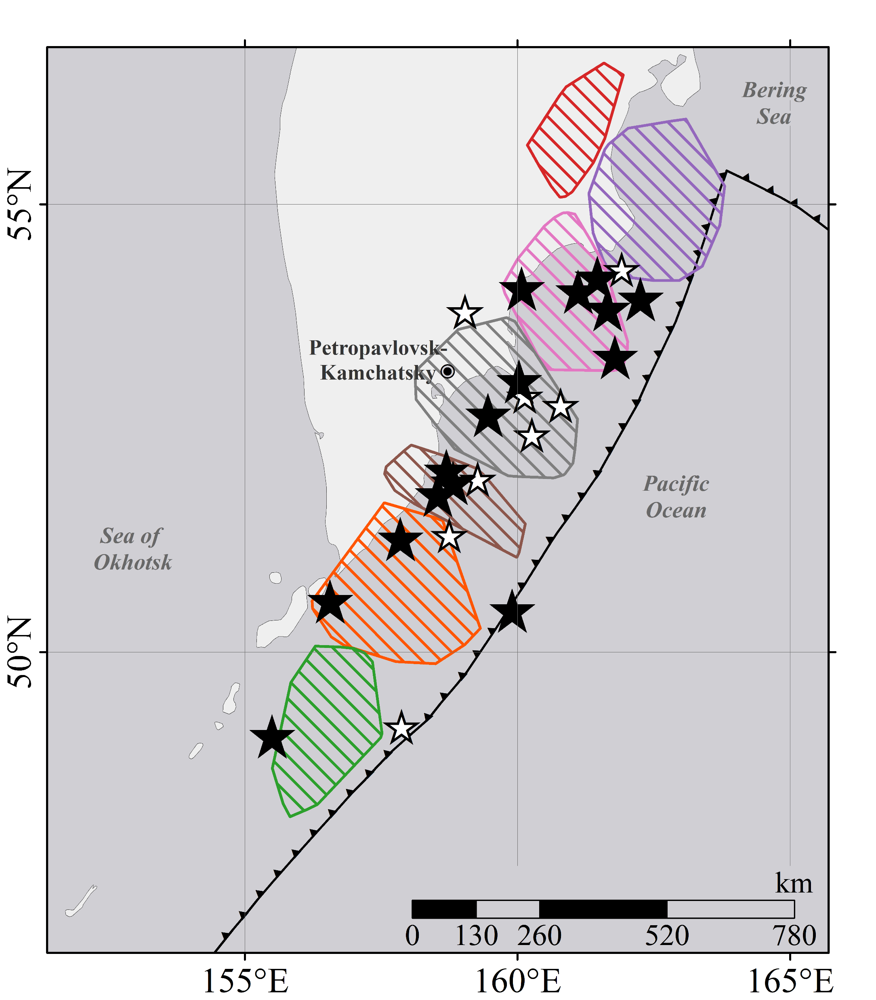 Bering
Sea
55°N
Petropavlovsk-
Kamchatsky
Pacific
Ocean
Sea of
Okhotsk
50°N
km
0 130 260 520 780
155°E 160°E 165°E